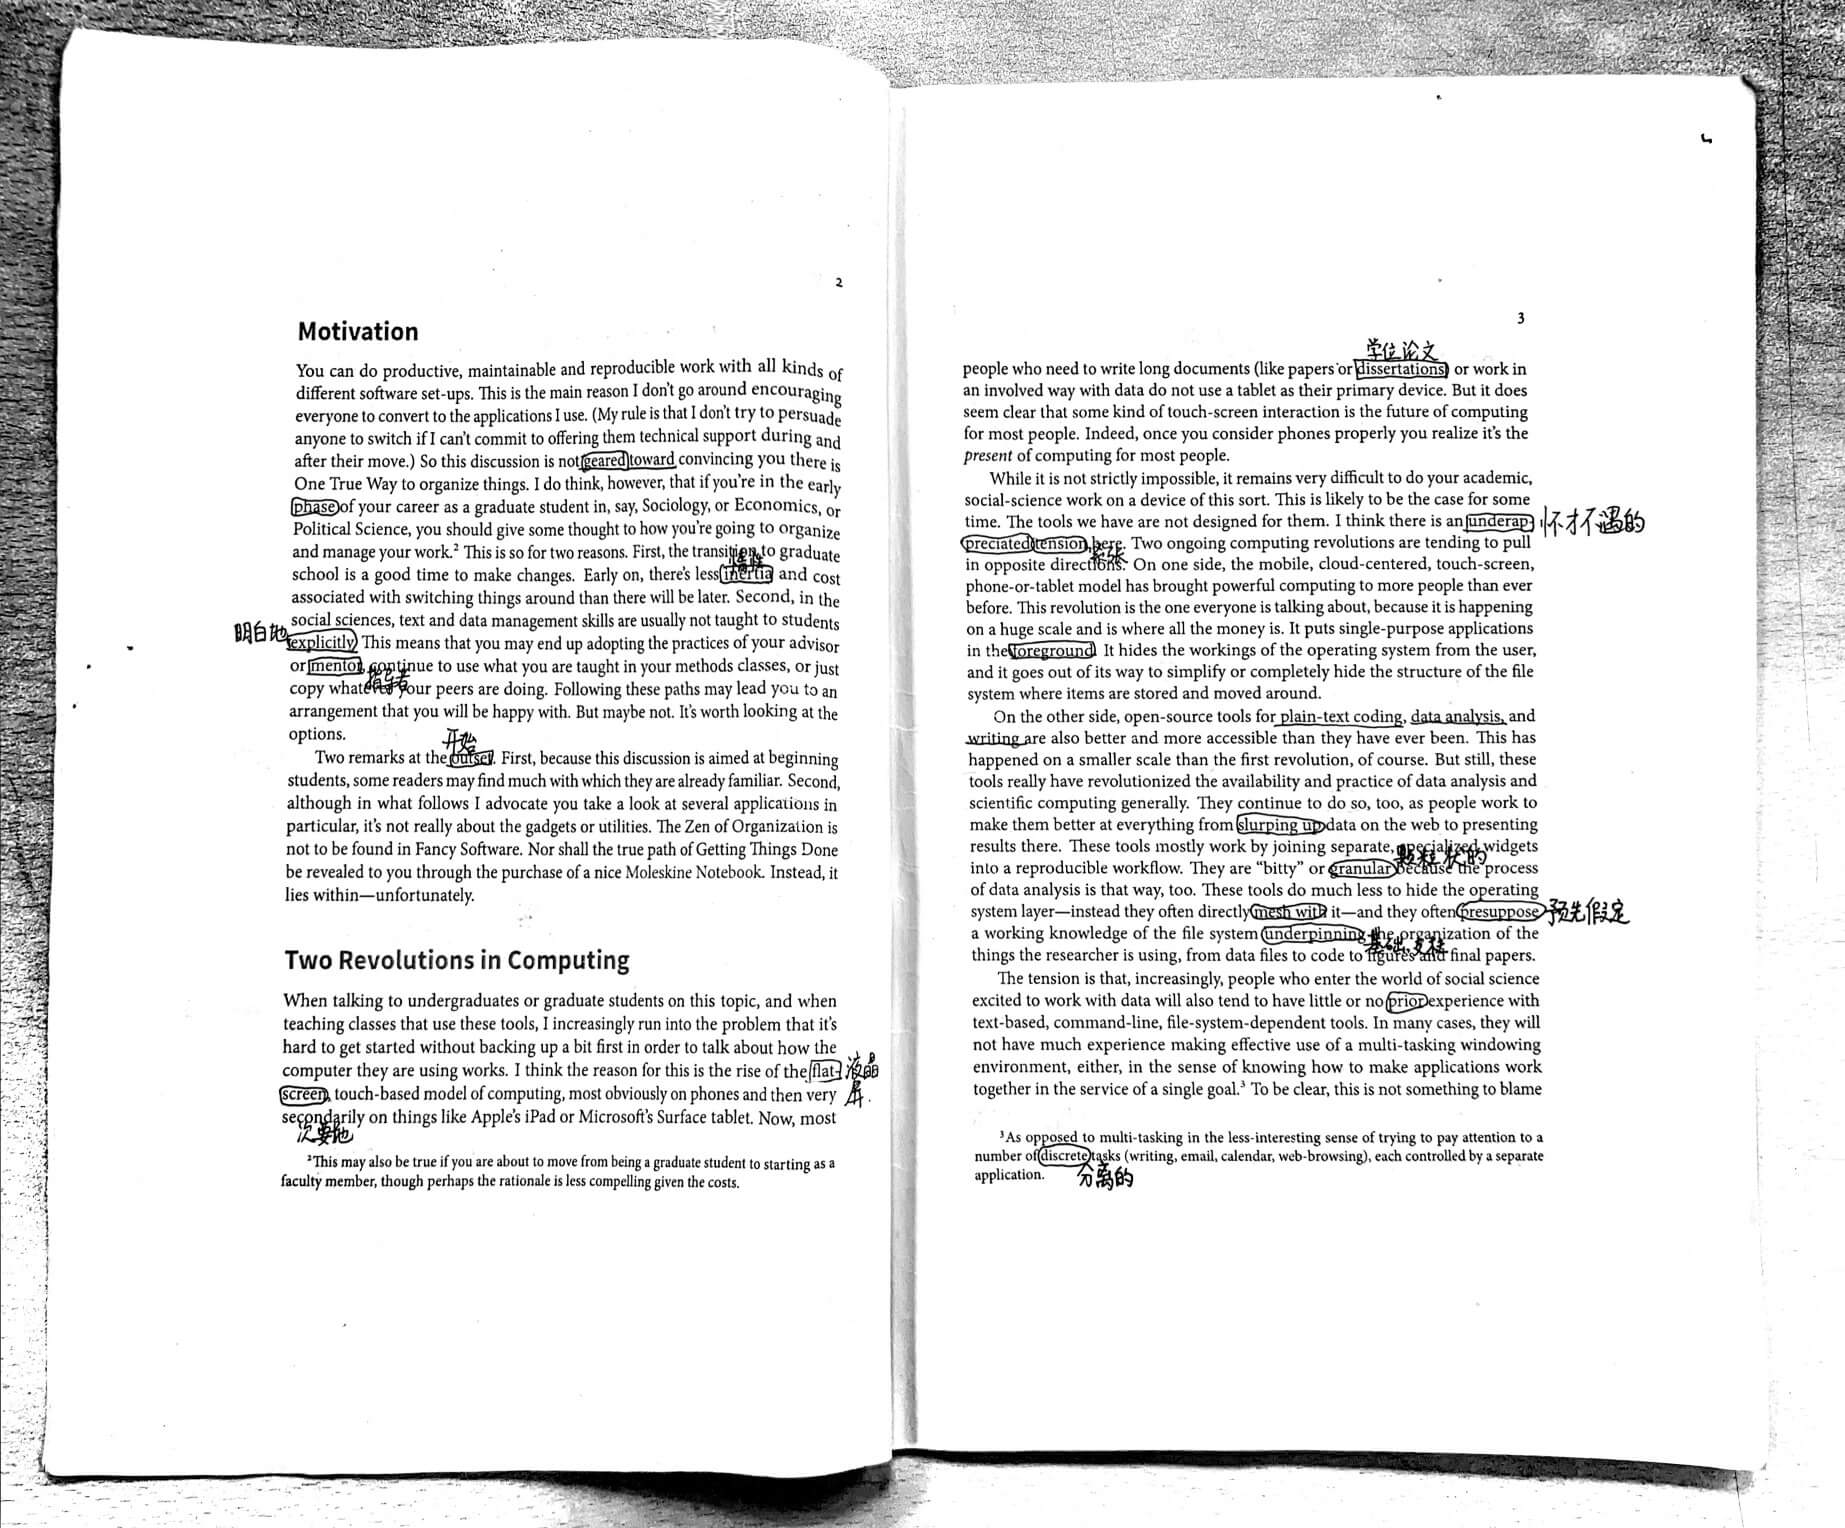 2
Motivation
You can do productive, maintainable and reproducible work with all kinds of
different software set-ups. This is the main reason I don't go around encouraging
everyone to convert to the applications I use. (My rule is that I don't try to persuade
anyone to switch if I can't commit to offering them technical support during and
after their move.) So this discussion is not geared toward convincing you there is
One True Way to organize things. I do think, however, that if you're in the early
phase of your career as a graduate student in, say, Sociology, or Economics, or
Political Science, you should give some thought to how you're going to organize
and manage your work.² This is so for two reasons. First, the transition to graduate
惰性
school is a good time to make changes. Early on, there's less inertia and cost
associated with switching things around than there will be later. Second, in the
social sciences, text and data management skills are usually not taught to students
明白地 explicitly. This means that you may end up adopting the practices of your advisor
or mentor, continue to use what you are taught in your methods classes, or just
指导者
copy whatever your peers are doing. Following these paths may lead you to an
arrangement that you will be happy with. But maybe not. It's worth looking at the
options.
开始
Two remarks at the outset. First, because this discussion is aimed at beginning
students, some readers may find much with which they are already familiar. Second,
although in what follows I advocate you take a look at several applications in
particular, it's not really about the gadgets or utilities. The Zen of Organization is
not to be found in Fancy Software. Nor shall the true path of Getting Things Done
be revealed to you through the purchase of a nice Moleskine Notebook. Instead, it
lies within—unfortunately.
Two Revolutions in Computing
When talking to undergraduates or graduate students on this topic, and when
teaching classes that use these tools, I increasingly run into the problem that it's
hard to get started without backing up a bit first in order to talk about how the
computer they are using works. I think the reason for this is the rise of the flat- 液晶
screen, touch-based model of computing, most obviously on phones and then very 屏
secondarily on things like Apple's iPad or Microsoft's Surface tablet. Now, most
次要地
²This may also be true if you are about to move from being a graduate student to starting as a
faculty member, though perhaps the rationale is less compelling given the costs.
3
学位论文
people who need to write long documents (like papers or dissertations) or work in
an involved way with data do not use a tablet as their primary device. But it does
seem clear that some kind of touch-screen interaction is the future of computing
for most people. Indeed, once you consider phones properly you realize it's the
present of computing for most people.
While it is not strictly impossible, it remains very difficult to do your academic,
social-science work on a device of this sort. This is likely to be the case for some
time. The tools we have are not designed for them. I think there is an underap- 怀才不遇的
preciated tension here. Two ongoing computing revolutions are tending to pull
紧张
in opposite directions. On one side, the mobile, cloud-centered, touch-screen,
phone-or-tablet model has brought powerful computing to more people than ever
before. This revolution is the one everyone is talking about, because it is happening
on a huge scale and is where all the money is. It puts single-purpose applications
in the foreground. It hides the workings of the operating system from the user,
and it goes out of its way to simplify or completely hide the structure of the file
system where items are stored and moved around.
On the other side, open-source tools for plain-text coding, data analysis, and
writing are also better and more accessible than they have ever been. This has
happened on a smaller scale than the first revolution, of course. But still, these
tools really have revolutionized the availability and practice of data analysis and
scientific computing generally. They continue to do so, too, as people work to
make them better at everything from slurping up data on the web to presenting
results there. These tools mostly work by joining separate, specialized widgets
颗粒状的
into a reproducible workflow. They are “bitty” or granular because the process
of data analysis is that way, too. These tools do much less to hide the operating
system layer—instead they often directly mesh with it—and they often presuppose 预先假定
a working knowledge of the file system underpinning the organization of the
基础,支柱
things the researcher is using, from data files to code to figures and final papers.
The tension is that, increasingly, people who enter the world of social science
excited to work with data will also tend to have little or no prior experience with
text-based, command-line, file-system-dependent tools. In many cases, they will
not have much experience making effective use of a multi-tasking windowing
environment, either, in the sense of knowing how to make applications work
together in the service of a single goal.³ To be clear, this is not something to blame
³As opposed to multi-tasking in the less-interesting sense of trying to pay attention to a
number of discrete tasks (writing, email, calendar, web-browsing), each controlled by a separate
application.
分离的